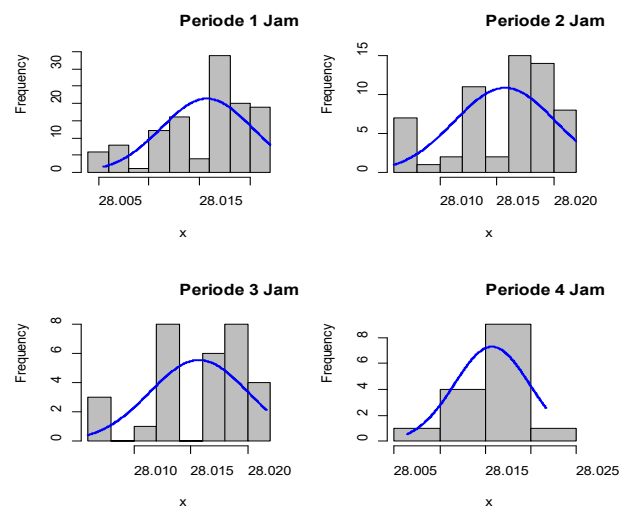 Periode 1 Jam
Frequency
0 10 20 30
28.005 28.015
x
Periode 2 Jam
Frequency
0 5 10 15
28.010 28.015 28.020
x
Periode 3 Jam
Frequency
0 2 4 6 8
28.010 28.015 28.020
x
Periode 4 Jam
Frequency
0 2 4 6 8
28.005 28.015 28.025
x